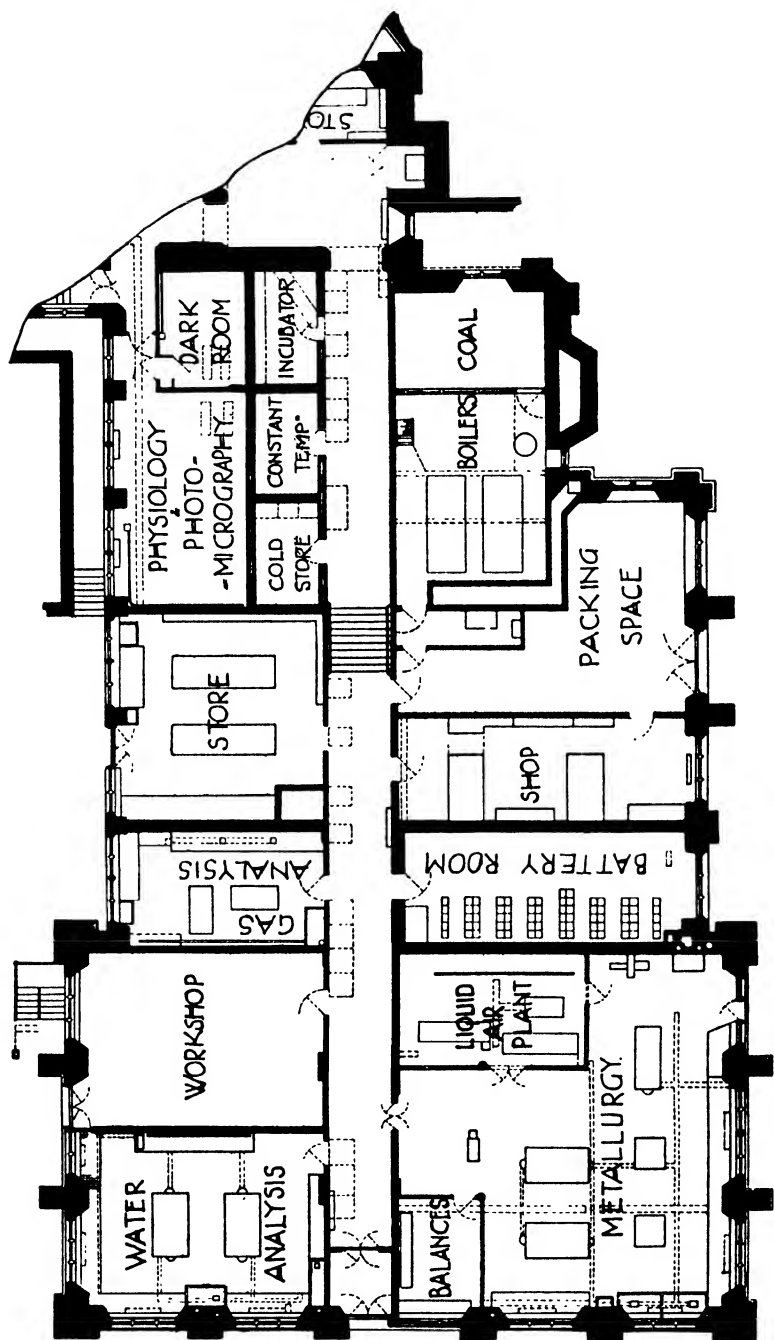 STO
DARK
ROOM
INCUBATOR
COAL
PHYSIOLOGY
&
PHOTO-
-MICROGRAPHY
CONSTANT
TEMP.
COLD
STORE
BOILERS
PACKING
SPACE
STORE
SHOP
GAS
ANALYSIS
BATTERY ROOM
WORKSHOP
LIQUID
AIR
PLANT
METALLURGY.
WATER
ANALYSIS
BALANCES